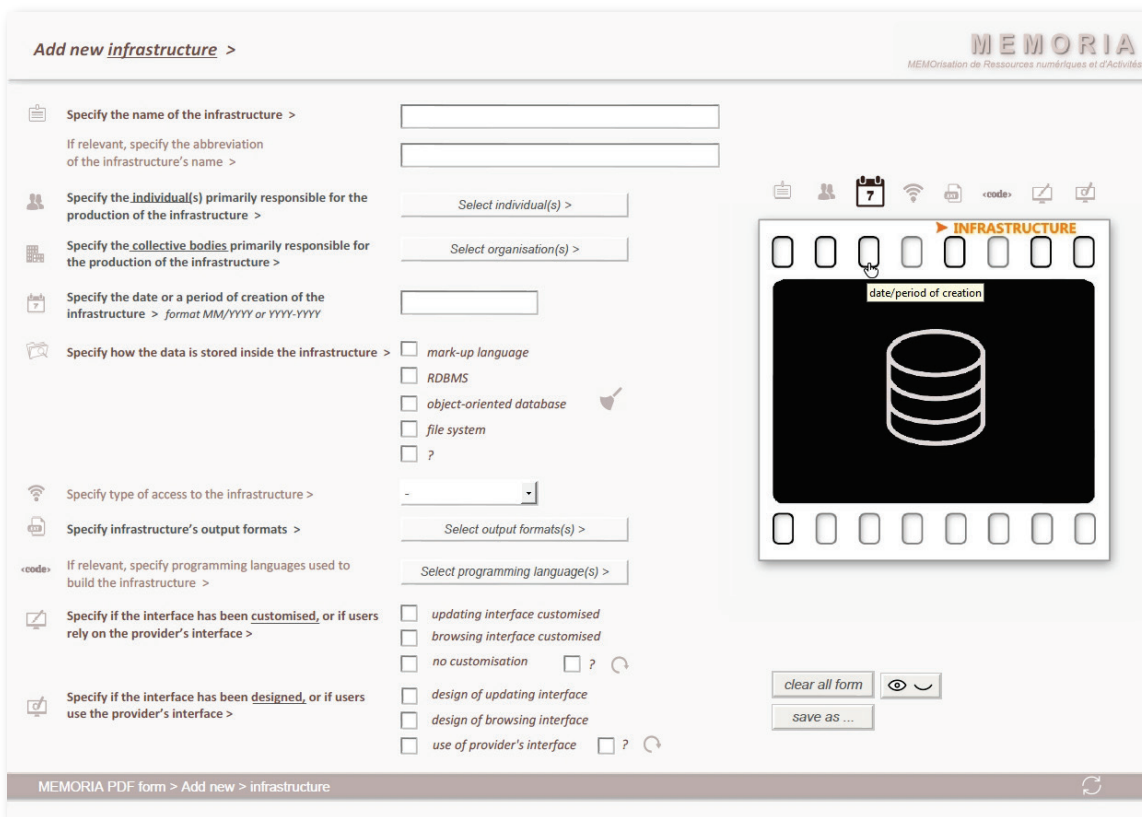 Add new infrastructure >
MEMORIA
MEMOrisation de Ressources numériques et d'Activités
Specify the name of the infrastructure >
If relevant, specify the abbreviation
of the infrastructure's name >
Specify the individual(s) primarily responsible for the
production of the infrastructure >
Select individual(s) >
Specify the collective bodies primarily responsible for
the production of the infrastructure >
Select organisation(s) >
Specify the date or a period of creation of the
infrastructure > format MM/YYYY or YYYY-YYYY
Specify how the data is stored inside the infrastructure >
mark-up language
RDBMS
object-oriented database
file system
?
Specify type of access to the infrastructure >
-
Specify infrastructure's output formats >
Select output formats(s) >
<code>
If relevant, specify programming languages used to
build the infrastructure >
Select programming language(s) >
Specify if the interface has been customised, or if users
rely on the provider's interface >
updating interface customised
browsing interface customised
no customisation
?
Specify if the interface has been designed, or if users
use the provider's interface >
design of updating interface
design of browsing interface
use of provider's interface
?
7
<code>
INFRASTRUCTURE
date/period of creation
clear all form
save as ...
MEMORIA PDF form > Add new > infrastructure